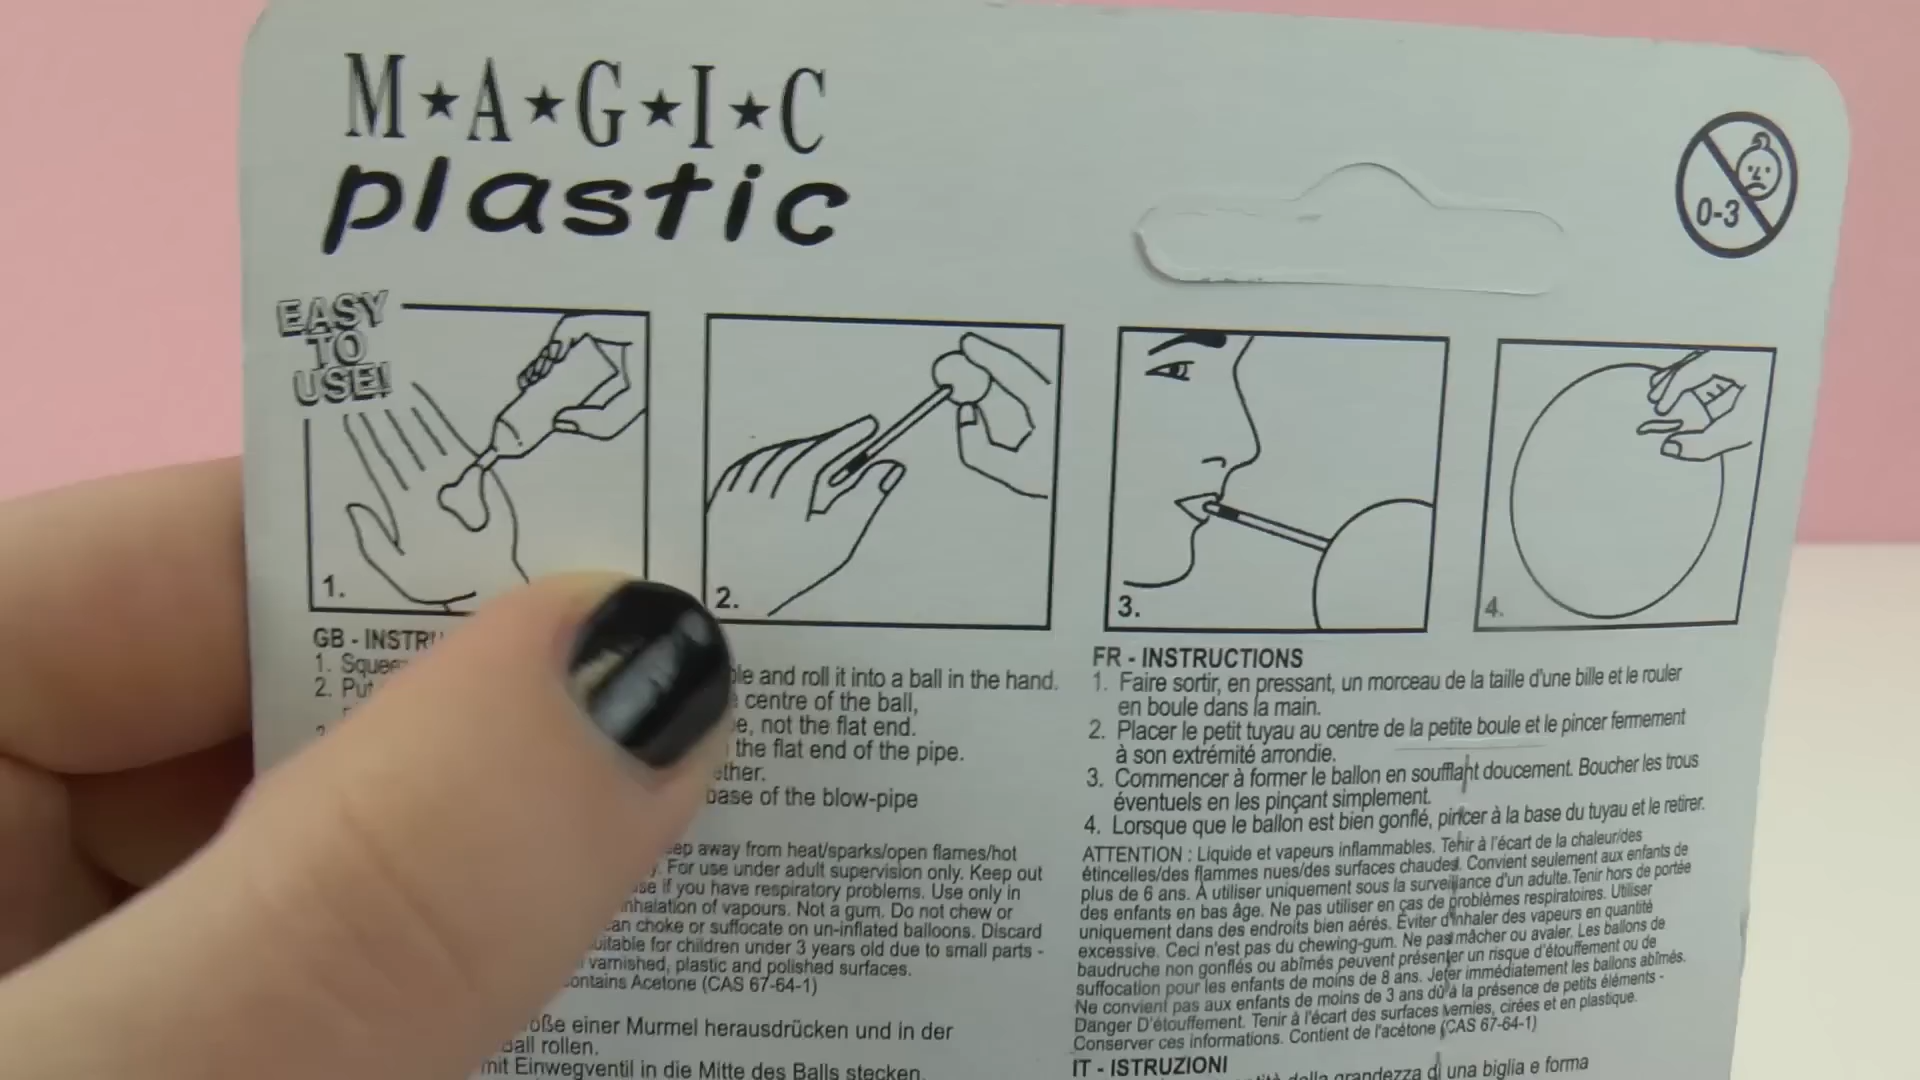 M★A★G★I★C
plastic
0-3
EASY
TO
USE!
1.
2.
3.
4.
GB - INSTR
1. Squee
2. Put
and roll it into a ball in the hand.
centre of the ball,
not the flat end.
the flat end of the pipe.
base of the blow-pipe
away from heat/sparks/open flames/hot
For use under adult supervision only. Keep out
if you have respiratory problems. Use only in
inhalation of vapours. Not a gum. Do not chew or
can choke or suffocate on un-inflated balloons. Discard
suitable for children under 3 years old due to small parts -
varnished, plastic and polished surfaces.
contains Acetone (CAS 67-64-1)
einer Murmel herausdrücken und in der
Ball rollen.
mit Einwegventil in die Mitte des Balls stecken.
FR - INSTRUCTIONS
1. Faire sortir, en pressant, un morceau de la taille d'une bille et le rouler
en boule dans la main.
2. Placer le petit tuyau au centre de la petite boule et le pincer fermement
à son extrémité arrondie.
3. Commencer à former le ballon en soufflant doucement. Boucher les trous
éventuels en les pinçant simplement.
4. Lorsque que le ballon est bien gonflé, pincer à la base du tuyau et le retirer.
ATTENTION : Liquide et vapeurs inflammables. Tenir à l'écart de la chaleur/des
étincelles/des flammes nues/des surfaces chaudes. Convient seulement aux enfants de
plus de 6 ans. À utiliser uniquement sous la surveillance d'un adulte. Tenir hors de portée
des enfants en bas âge. Ne pas utiliser en cas de problèmes respiratoires. Utiliser
uniquement dans des endroits bien aérés. Éviter d'inhaler des vapeurs en quantité
excessive. Ceci n'est pas du chewing-gum. Ne pas mâcher ou avaler. Les ballons de
baudruche non gonflés ou abîmés peuvent présenter un risque d'étouffement ou de
suffocation pour les enfants de moins de 8 ans. Jeter immédiatement les ballons abîmés.
Ne convient pas aux enfants de moins de 3 ans dû à la présence de petits éléments -
Danger D'étouffement. Tenir à l'écart des surfaces vernies, cirées et en plastique.
Conserver ces informations. Contient de l'acétone (CAS 67-64-1)
IT - ISTRUZIONI
della grandezza di una biglia e forma